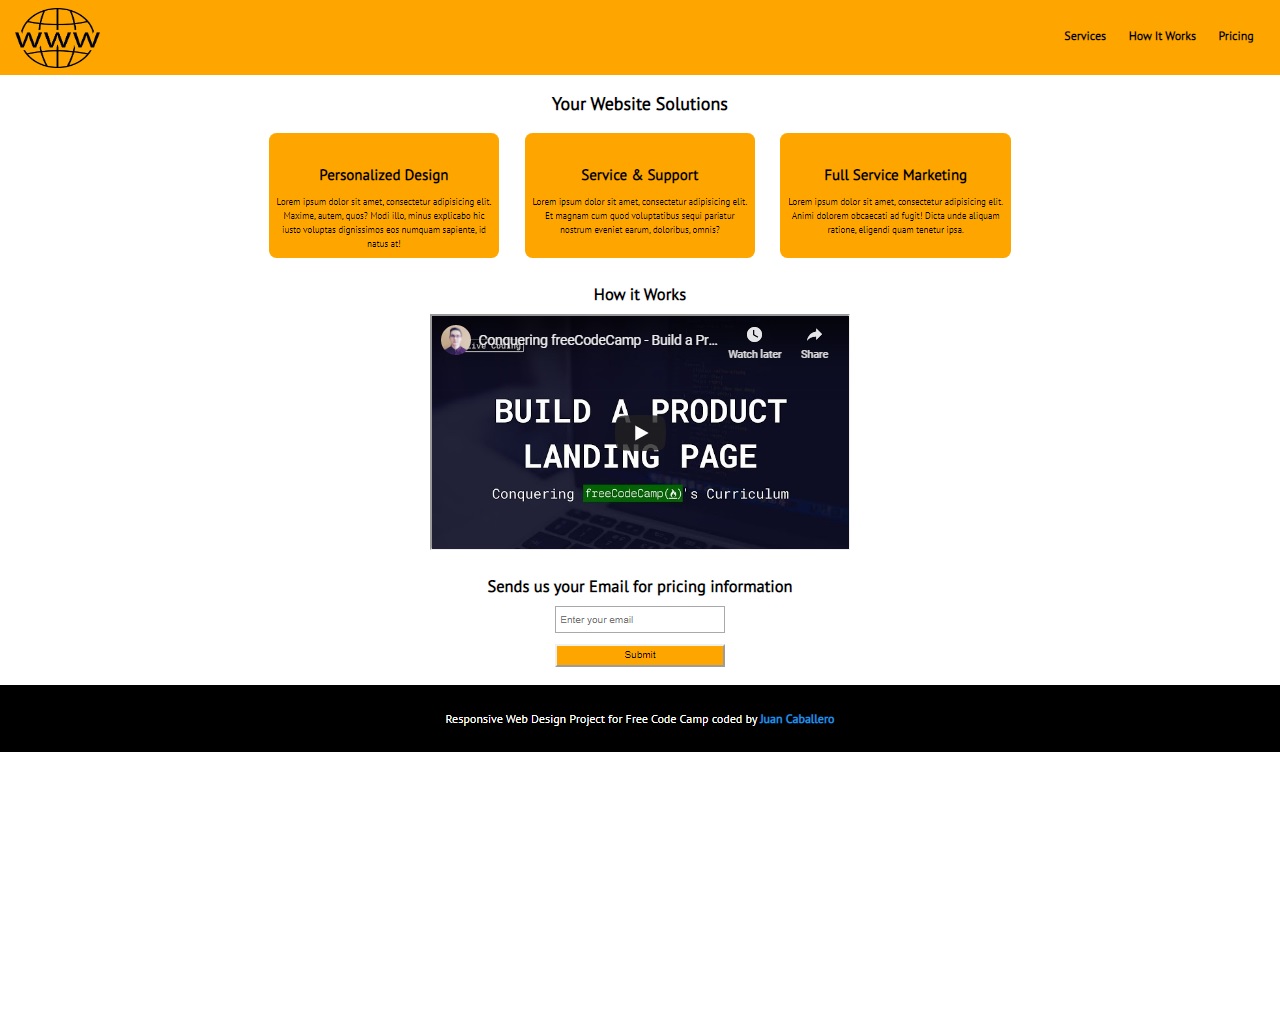 WWW
Services How It Works Pricing
Your Website Solutions
Personalized Design
Lorem ipsum dolor sit amet, consectetur adipisicing elit.
Maxime, autem, quos? Modi illo, minus explicabo hic
iusto voluptas dignissimos eos numquam sapiente, id
natus at!
Service & Support
Lorem ipsum dolor sit amet, consectetur adipisicing elit.
Et magnam cum quod voluptatibus sequi pariatur
nostrum eveniet earum, doloribus, omnis?
Full Service Marketing
Lorem ipsum dolor sit amet, consectetur adipisicing elit.
Animi dolorem obcaecati ad fugit! Dicta unde aliquam
ratione, eligendi quam tenetur ipsa.
How it Works
Conquering freeCodeCamp - Build a Pr...
Live Coding
Watch later Share
BUILD A PRODUCT
LANDING PAGE
Conquering freeCodeCamp(🔥)'s Curriculum
Sends us your Email for pricing information
Enter your email
Submit
Responsive Web Design Project for Free Code Camp coded by Juan Caballero